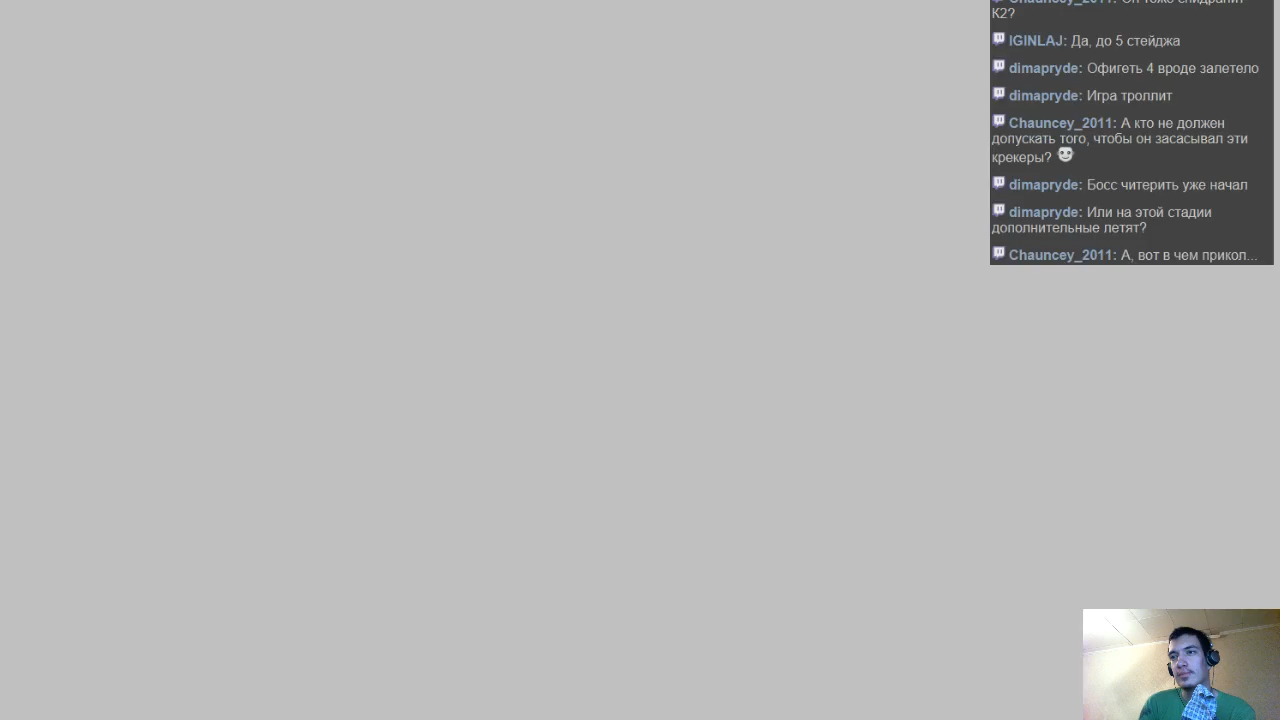 K2?
IGINLAJ: Да, до 5 стейджа
dimapryde: Офигеть 4 вроде залетело
dimapryde: Игра троллит
Chauncey_2011: А кто не должен
допускать того, чтобы он засасывал эти
крекеры?
dimapryde: Босс читерить уже начал
dimapryde: Или на этой стадии
дополнительные летят?
Chauncey_2011: А, вот в чем прикол...